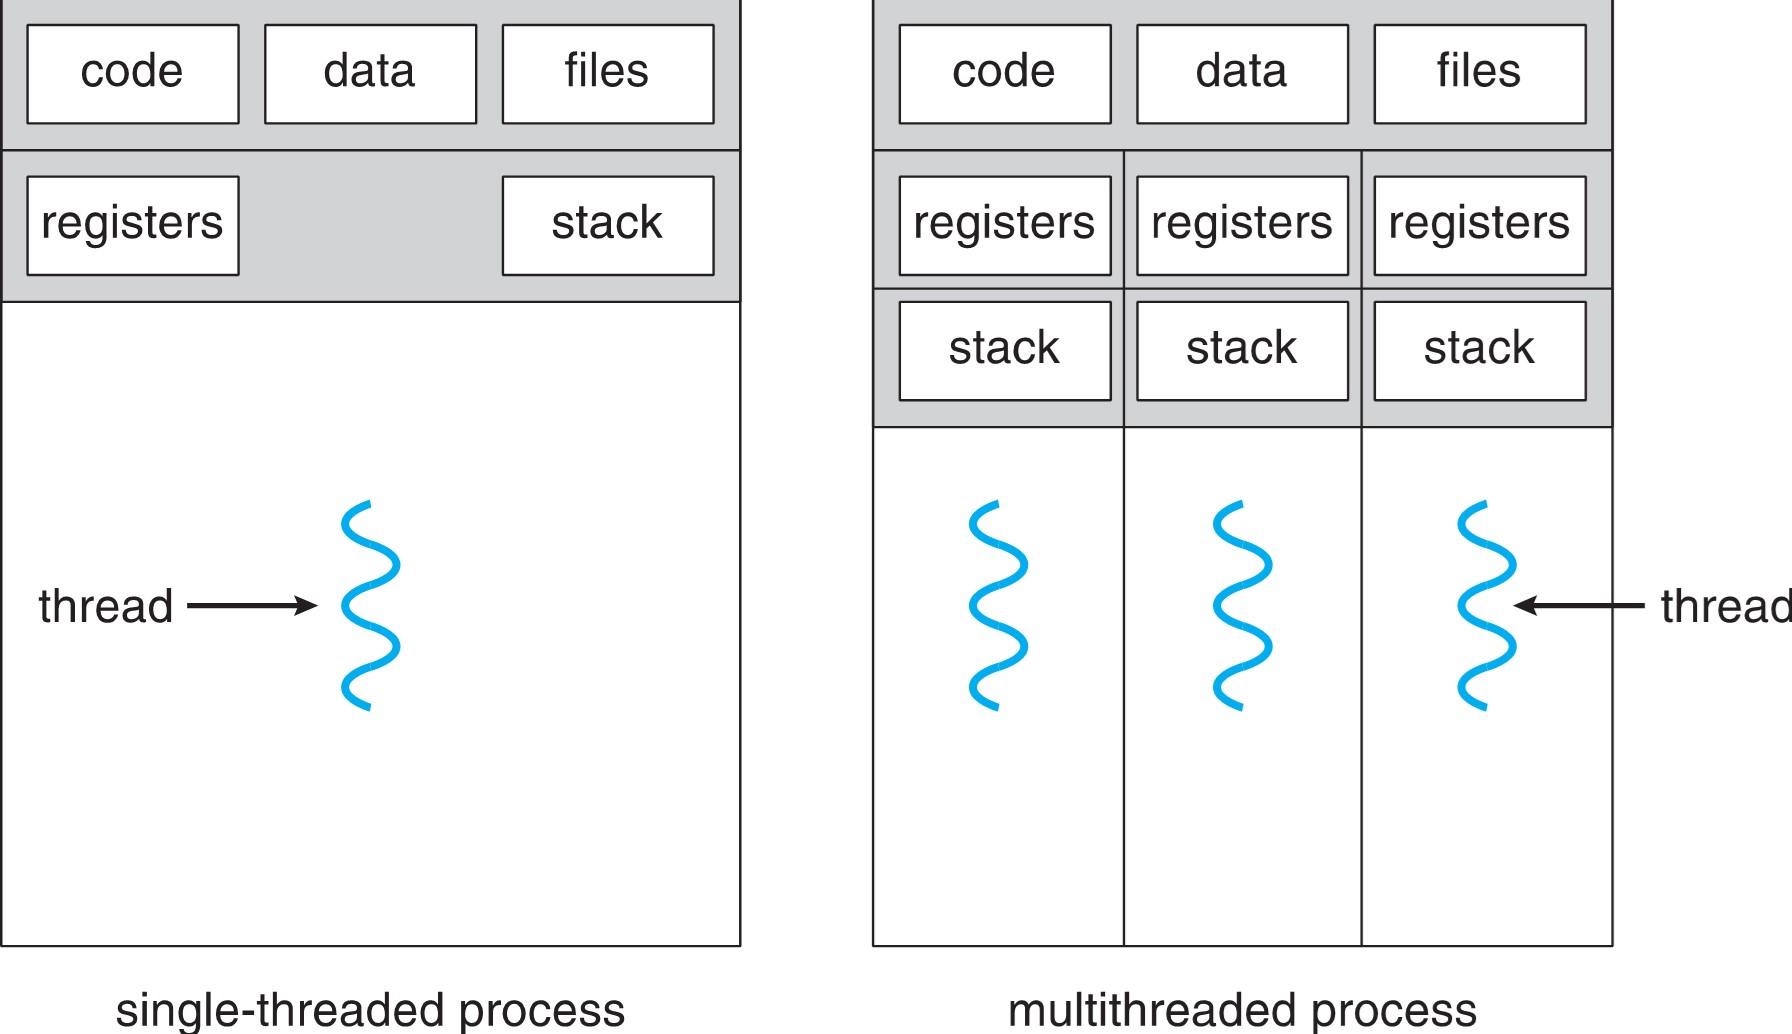 code data files
registers stack
thread
single-threaded process
code data files
registers registers registers
stack stack stack
thread
multithreaded process